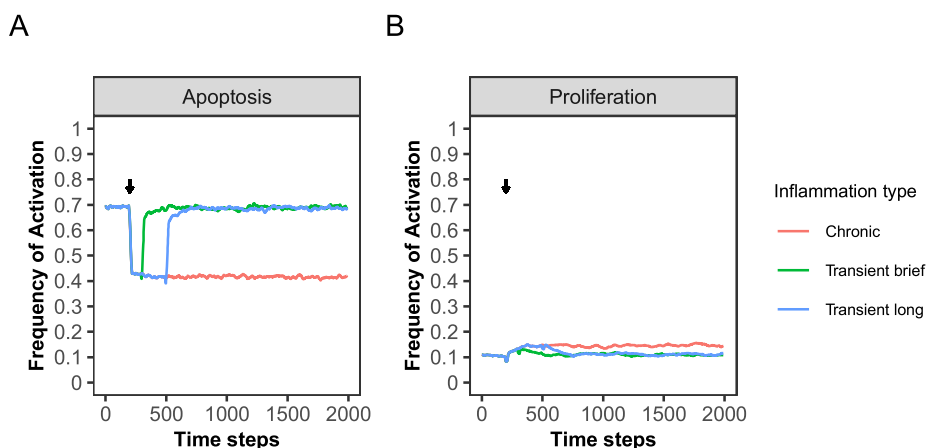 A
B
Apoptosis
Proliferation
Frequency of Activation
1
0.9
0.8
0.7
0.6
0.5
0.4
0.3
0.2
0.1
0
0 500 1000 1500 2000
Time steps
Frequency of Activation
1
0.9
0.8
0.7
0.6
0.5
0.4
0.3
0.2
0.1
0
0 500 1000 1500 2000
Time steps
Inflammation type
Chronic
Transient brief
Transient long